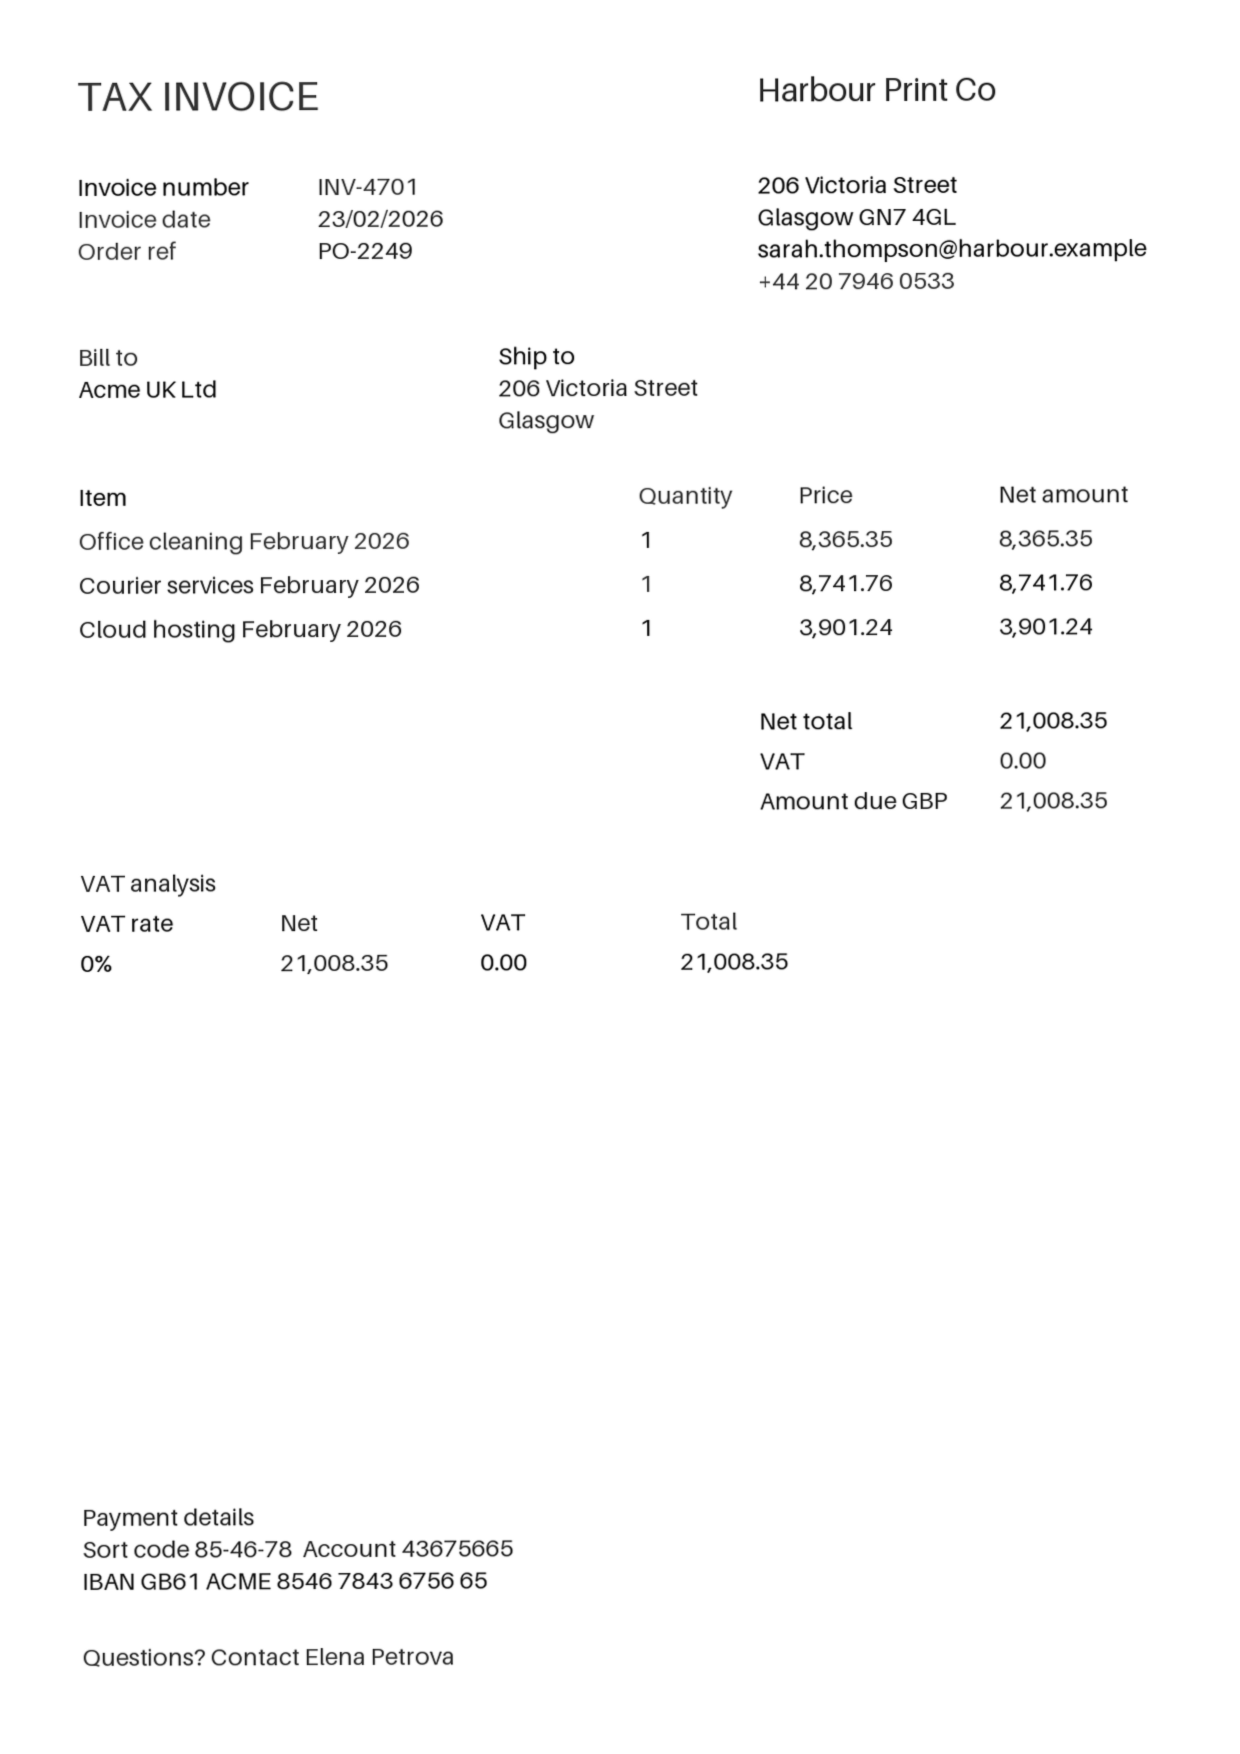 TAX INVOICE
Harbour Print Co
Invoice number INV-4701
Invoice date 23/02/2026
Order ref PO-2249
206 Victoria Street
Glasgow GN7 4GL
sarah.thompson@harbour.example
+44 20 7946 0533
Bill to
Acme UK Ltd
Ship to
206 Victoria Street
Glasgow
Item Quantity Price Net amount
Office cleaning February 2026 1 8,365.35 8,365.35
Courier services February 2026 1 8,741.76 8,741.76
Cloud hosting February 2026 1 3,901.24 3,901.24
Net total 21,008.35
VAT 0.00
Amount due GBP 21,008.35
VAT analysis
VAT rate Net VAT Total
0% 21,008.35 0.00 21,008.35
Payment details
Sort code 85-46-78 Account 43675665
IBAN GB61 ACME 8546 7843 6756 65
Questions? Contact Elena Petrova